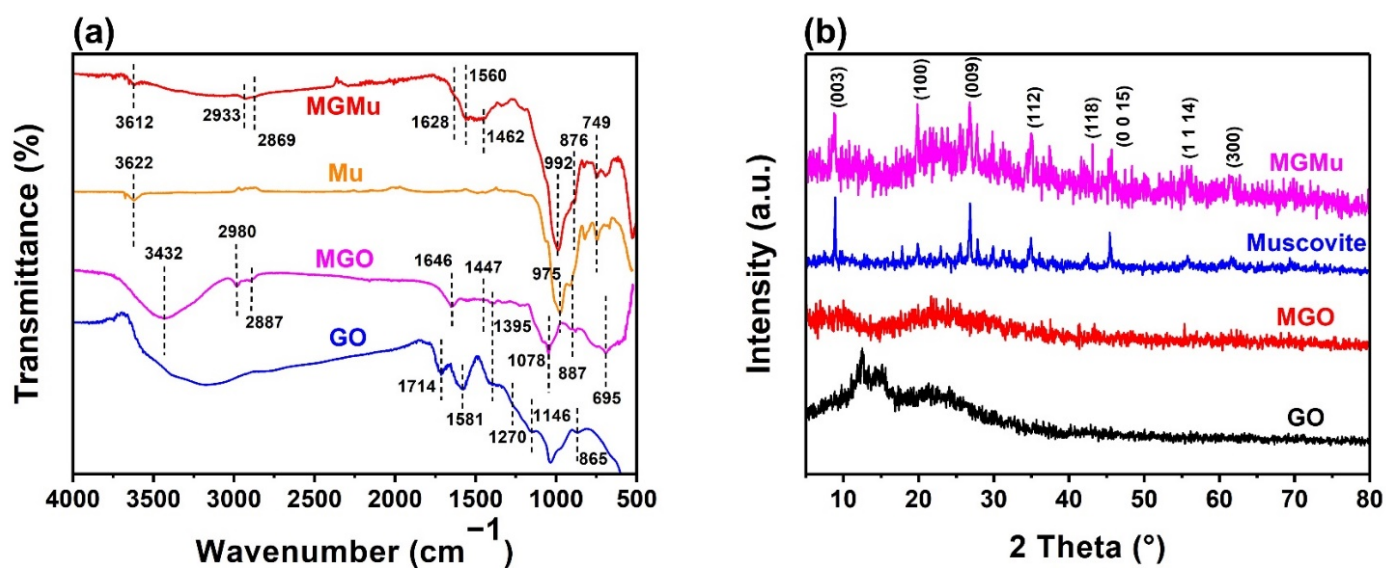 (a)
Transmittance (%)
MGMu
3612
2933
2869
1628
1560
1462
992
876
749
Mu
3622
975
MGO
3432
2980
2887
1646
1447
1395
1078
887
695
GO
1714
1581
1270
1146
865
4000 3500 3000 2500 2000 1500 1000 500
Wavenumber (cm−1)
(b)
Intensity (a.u.)
(003)
(100)
(009)
(112)
(118)
(0 0 15)
(1 1 14)
(300)
MGMu
Muscovite
MGO
GO
10 20 30 40 50 60 70 80
2 Theta (°)